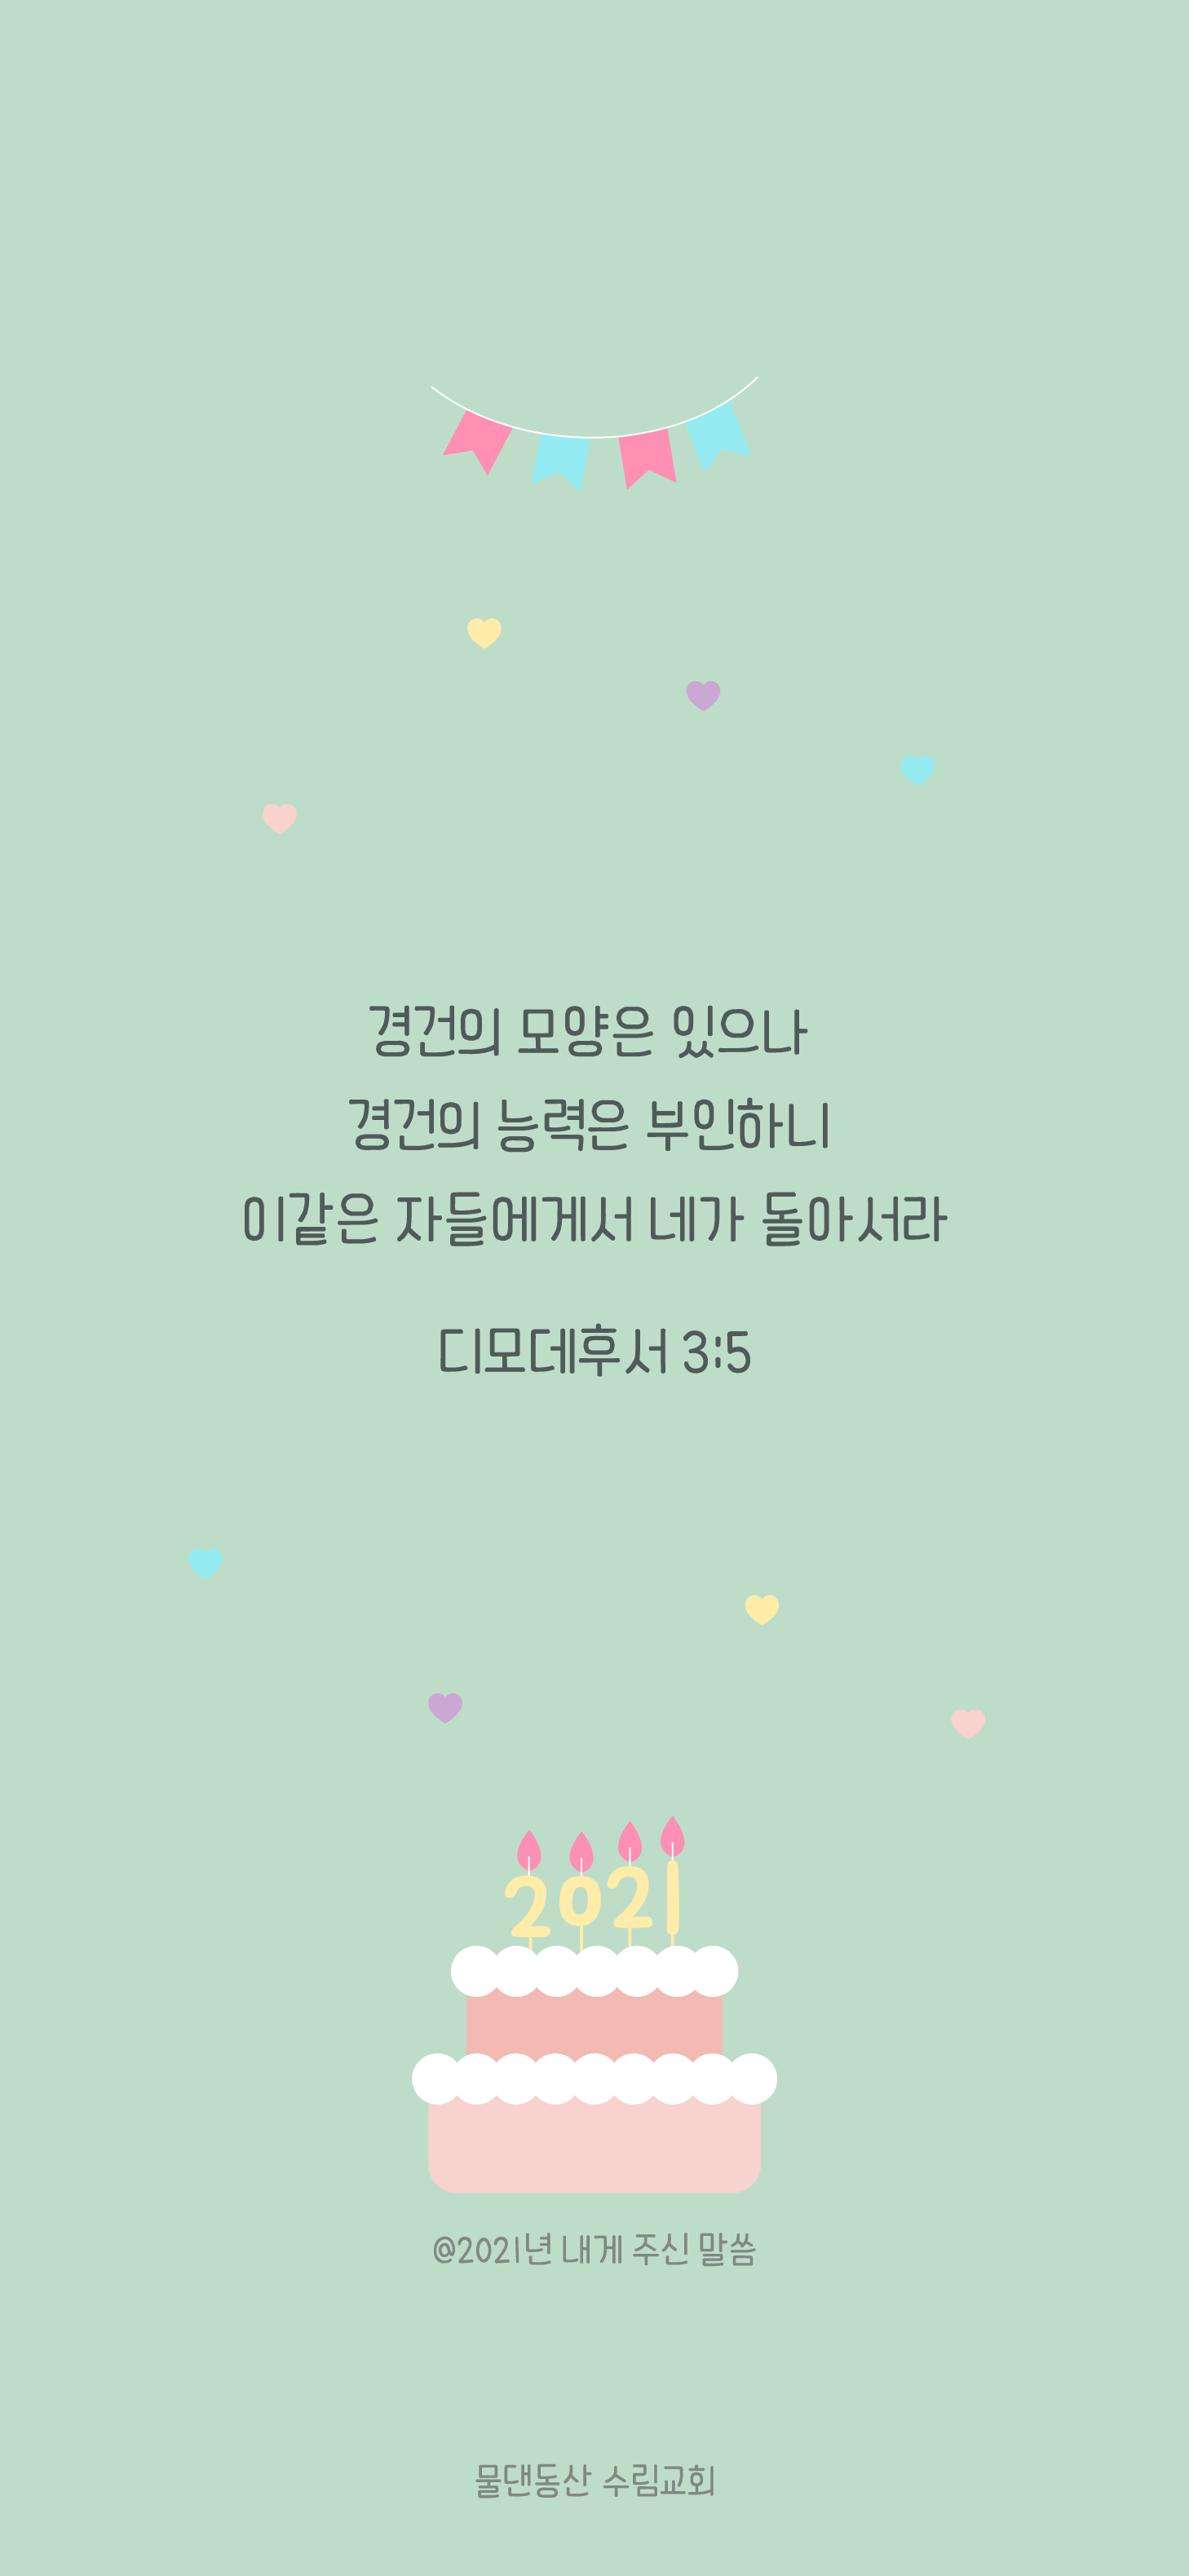 경건의 모양은 있으나
경건의 능력은 부인하니
이같은 자들에게서 네가 돌아서라
디모데후서 3:5
2021
@2021년 내게 주신 말씀
물댄동산 수림교회